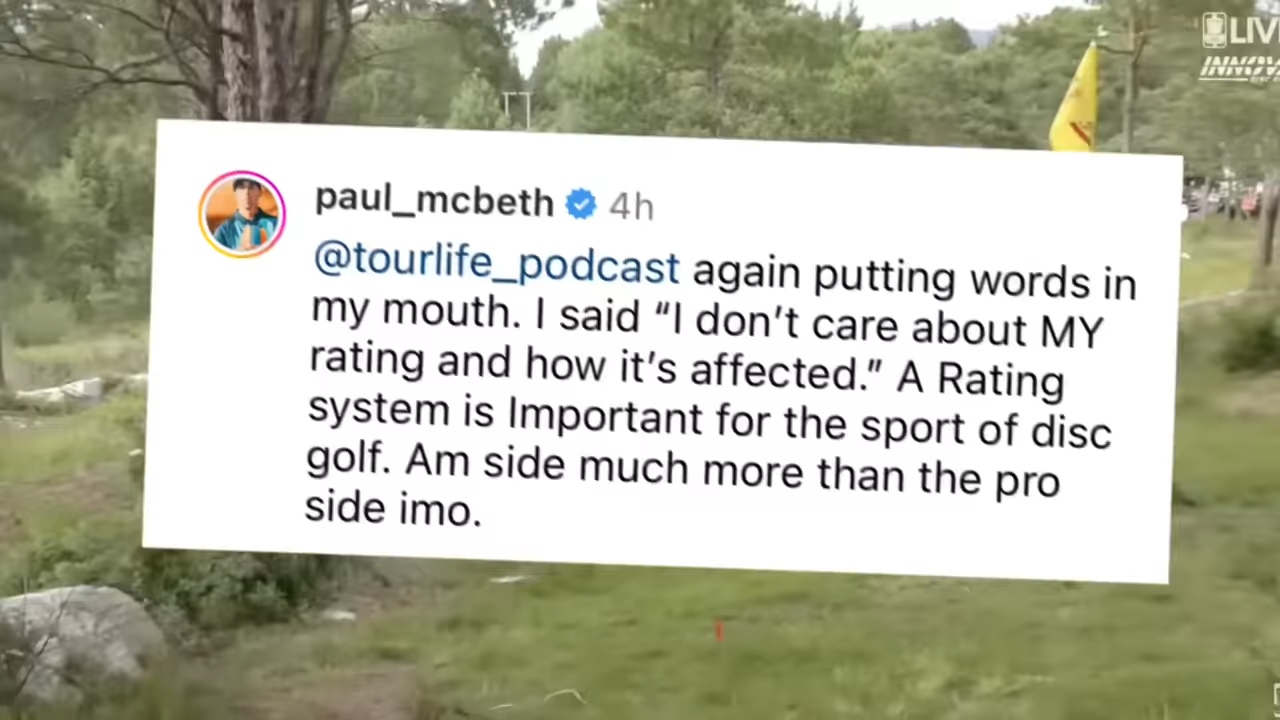 LIV
INNOV
paul_mcbeth 4h
@tourlife_podcast again putting words in
my mouth. I said “I don’t care about MY
rating and how it’s affected.” A Rating
system is Important for the sport of disc
golf. Am side much more than the pro
side imo.